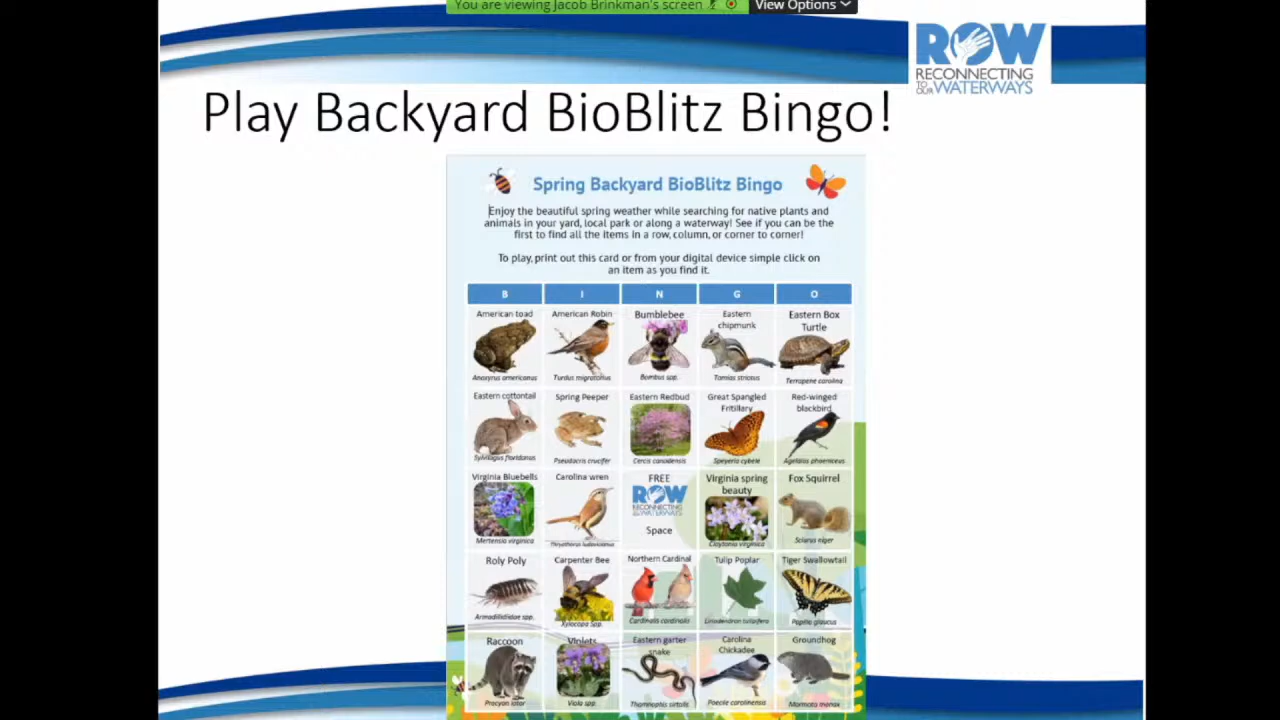 You are viewing Jacob Brinkman's screen
View Options
ROW
RECONNECTING
TO OUR WATERWAYS
Play Backyard BioBlitz Bingo!
Spring Backyard BioBlitz Bingo
Enjoy the beautiful spring weather while searching for native plants and
animals in your yard, local park or along a waterway! See if you can be the
first to find all the items in a row, column, or corner to corner!
To play, print out this card or from your digital device simple click on
an item as you find it.
B I N G O
American toad
Anaxyrus americanus
American Robin
Turdus migratorius
Bumblebee
Bombus spp.
Eastern
chipmunk
Tamias striatus
Eastern Box
Turtle
Terrapene carolina
Eastern cottontail
Sylvilagus floridanus
Spring Peeper
Pseudacris crucifer
Eastern Redbud
Cercis canadensis
Great Spangled
Fritillary
Speyeria cybele
Red-winged
blackbird
Agelaius phoeniceus
Virginia Bluebells
Mertensia virginica
Carolina wren
Thryothorus ludovicianus
FREE
ROW
RECONNECTING
TO OUR WATERWAYS
Space
Virginia spring
beauty
Claytonia virginica
Fox Squirrel
Sciurus niger
Roly Poly
Armadillidiidae spp.
Carpenter Bee
Xylocopa Spp.
Northern Cardinal
Cardinalis cardinalis
Tulip Poplar
Liriodendron tulipifera
Tiger Swallowtail
Papilio glaucus
Raccoon
Procyon lotor
Violets
Viola spp.
Eastern garter
snake
Thamnophis sirtalis
Carolina
Chickadee
Poecile carolinensis
Groundhog
Marmota monax